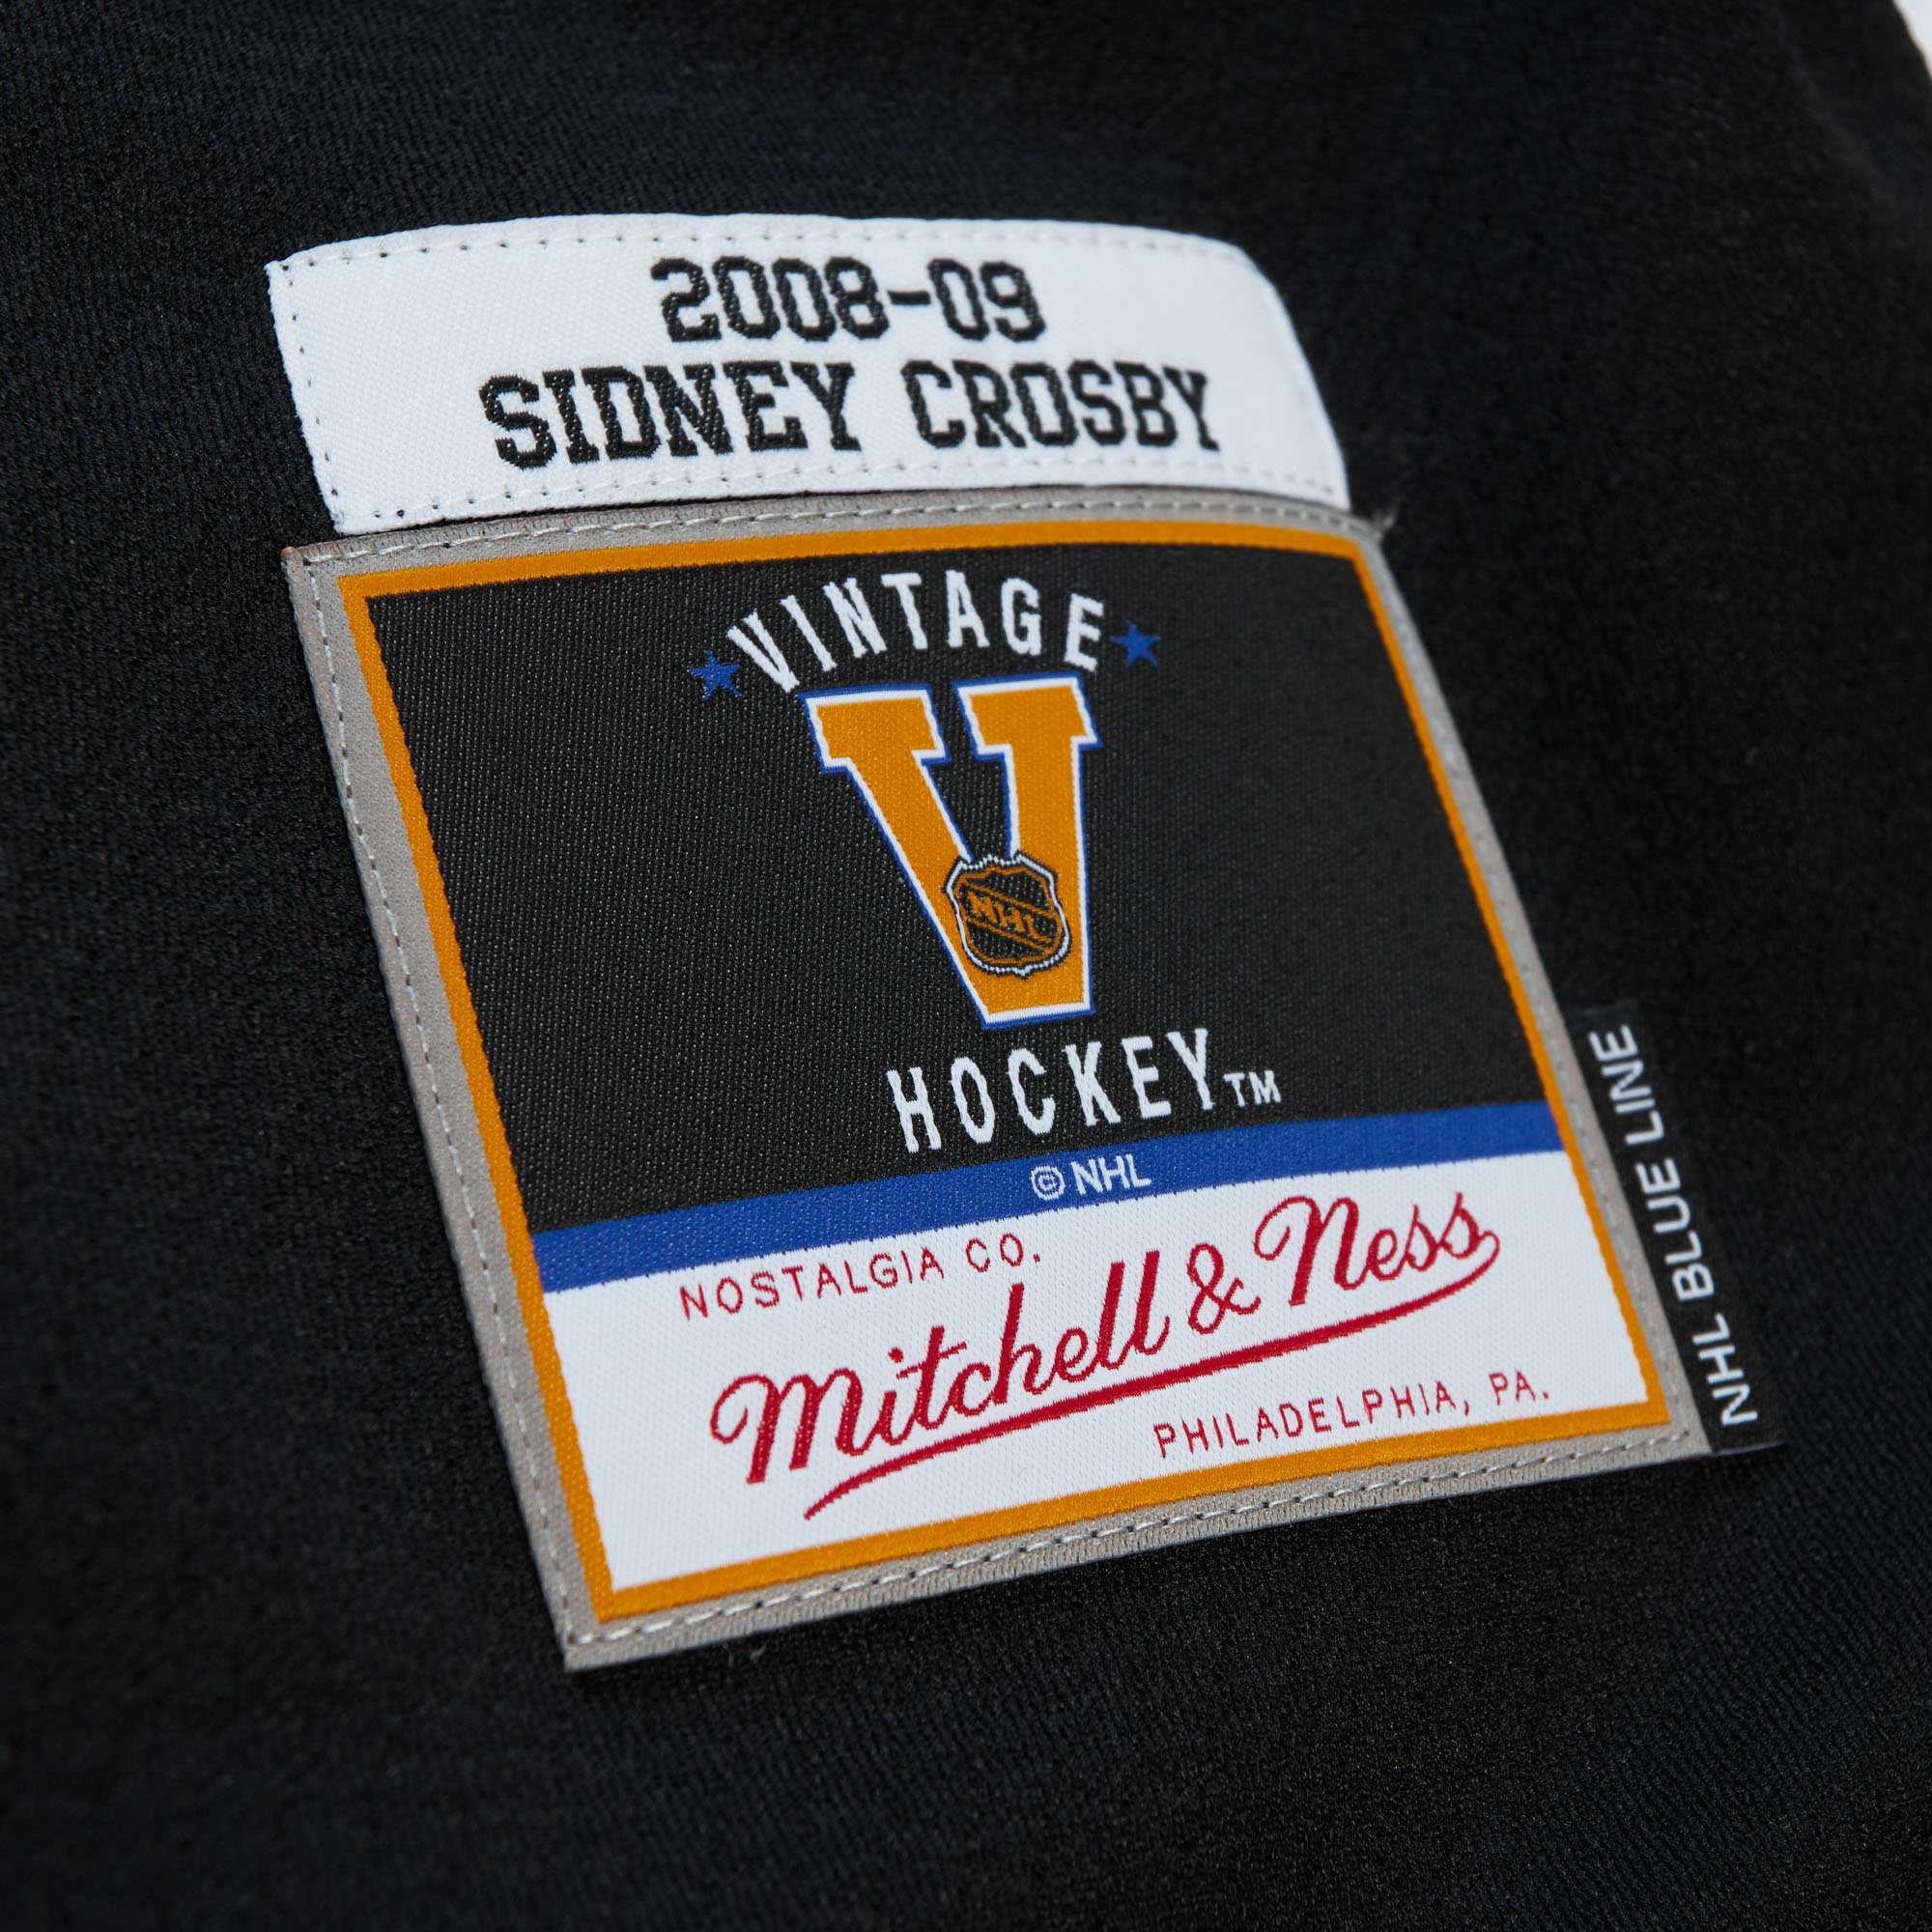 2008-09
SIDNEY CROSBY
VINTAGE
NHL
HOCKEY™
© NHL
NOSTALGIA CO.
Mitchell & Ness
PHILADELPHIA, PA.
NHL BLUE LINE